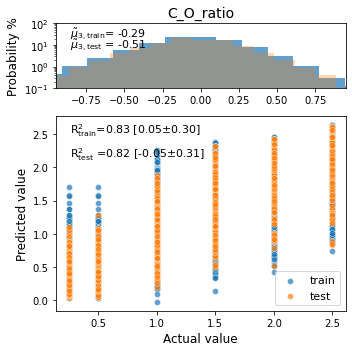 C_O_ratio
Probability %
10²
10¹
10⁰
10⁻¹
μ̃₃,train= -0.29
μ̃₃,test = -0.51
−0.75 −0.50 −0.25 0.00 0.25 0.50 0.75
Predicted value
2.5
2.0
1.5
1.0
0.5
0.0
R²train=0.83 [0.05±0.30]
R²test =0.82 [-0.05±0.31]
train
test
0.5 1.0 1.5 2.0 2.5
Actual value